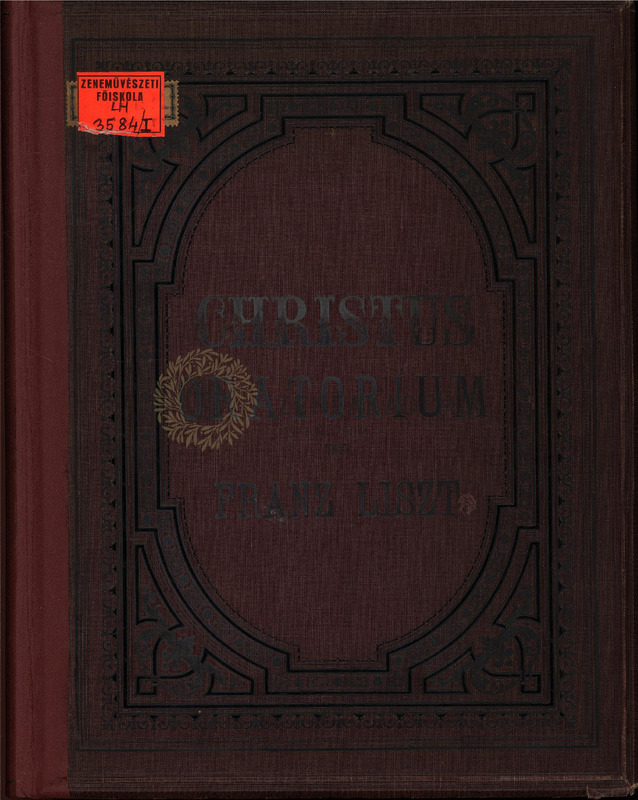 ZENEMŰVÉSZETI
FŐISKOLA
LH
3584/I
CHRISTUS
ORATORIUM
FRANZ LISZT